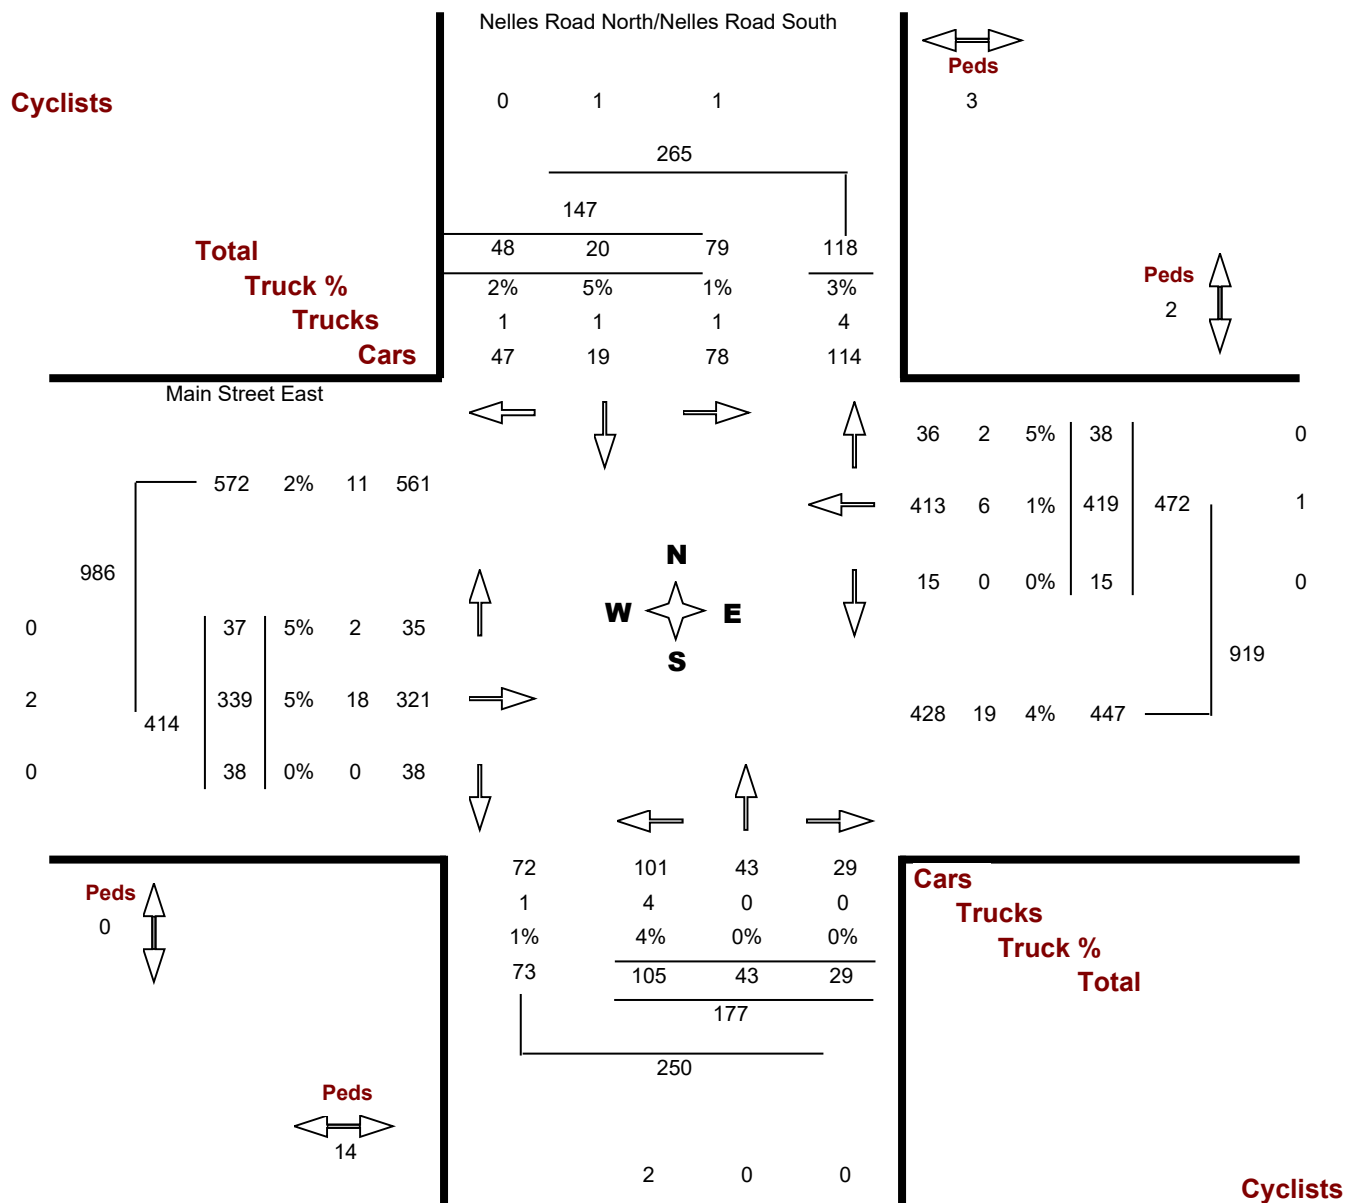 Nelles Road North/Nelles Road South
Peds
Cyclists 0 1 1 3
265
147
Total 48 20 79 118
Peds
Truck % 2% 5% 1% 3%
2
Trucks 1 1 1 4
Cars 47 19 78 114
Main Street East
36 2 5% 38 0
572 2% 11 561
413 6 1% 419 472 1
N
986
15 0 0% 15 0
W E
0 37 5% 2 35
S
919
2 339 5% 18 321
428 19 4% 447
414
0 38 0% 0 38
72 101 43 29
Cars
Peds
1 4 0 0
Trucks
0
1% 4% 0% 0%
Truck %
73 105 43 29
Total
177
250
Peds
14
2 0 0
Cyclists